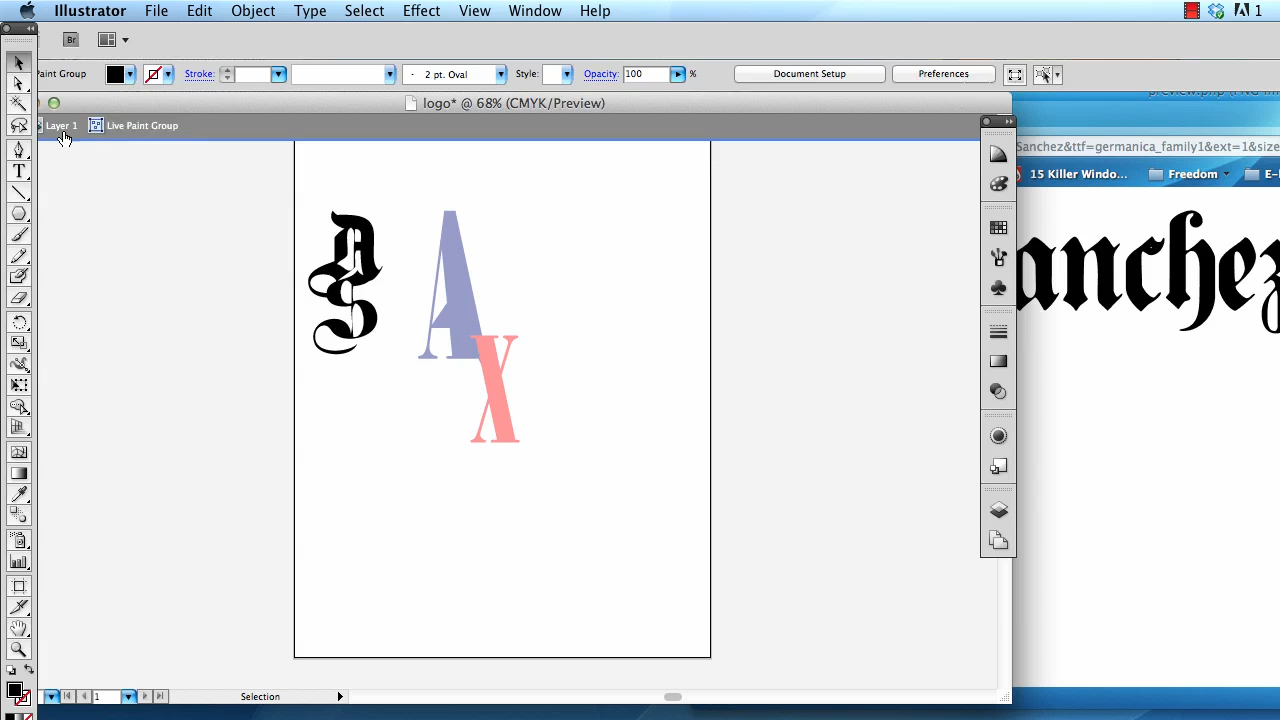 Illustrator File Edit Object Type Select Effect View Window Help 1
Br
Paint Group Stroke: 2 pt. Oval Style: Opacity: 100 % Document Setup Preferences
logo* @ 68% (CMYK/Preview)
Layer 1 Live Paint Group
Sanchez&ttf=germanica_family1&ext=1&size
15 Killer Windo... Freedom E-
T
D
S
A
X
anchez
1 Selection